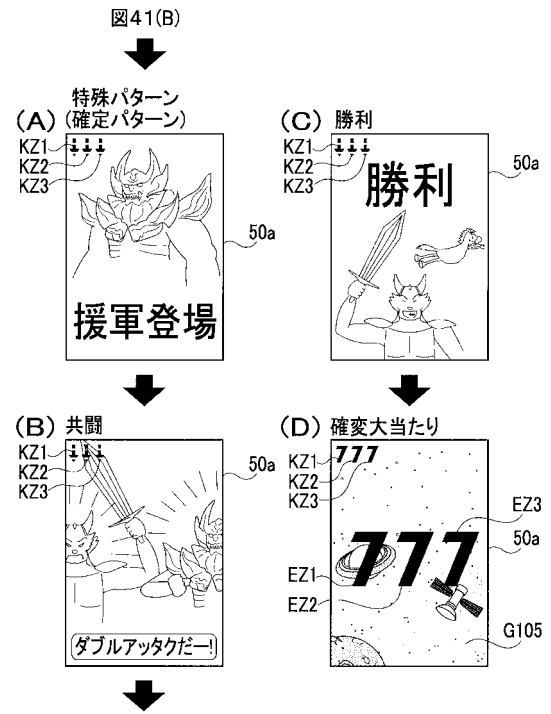 図41(B)
特殊パターン
(A) (確定パターン)
KZ1
KZ2
KZ3
50a
援軍登場
(B) 共闘
KZ1
KZ2
KZ3
50a
ダブルアッタクだー!
(C) 勝利
KZ1
KZ2
KZ3
50a
勝利
(D) 確変大当たり
KZ1
KZ2
KZ3
777
EZ3
50a
777
EZ1
EZ2
G105